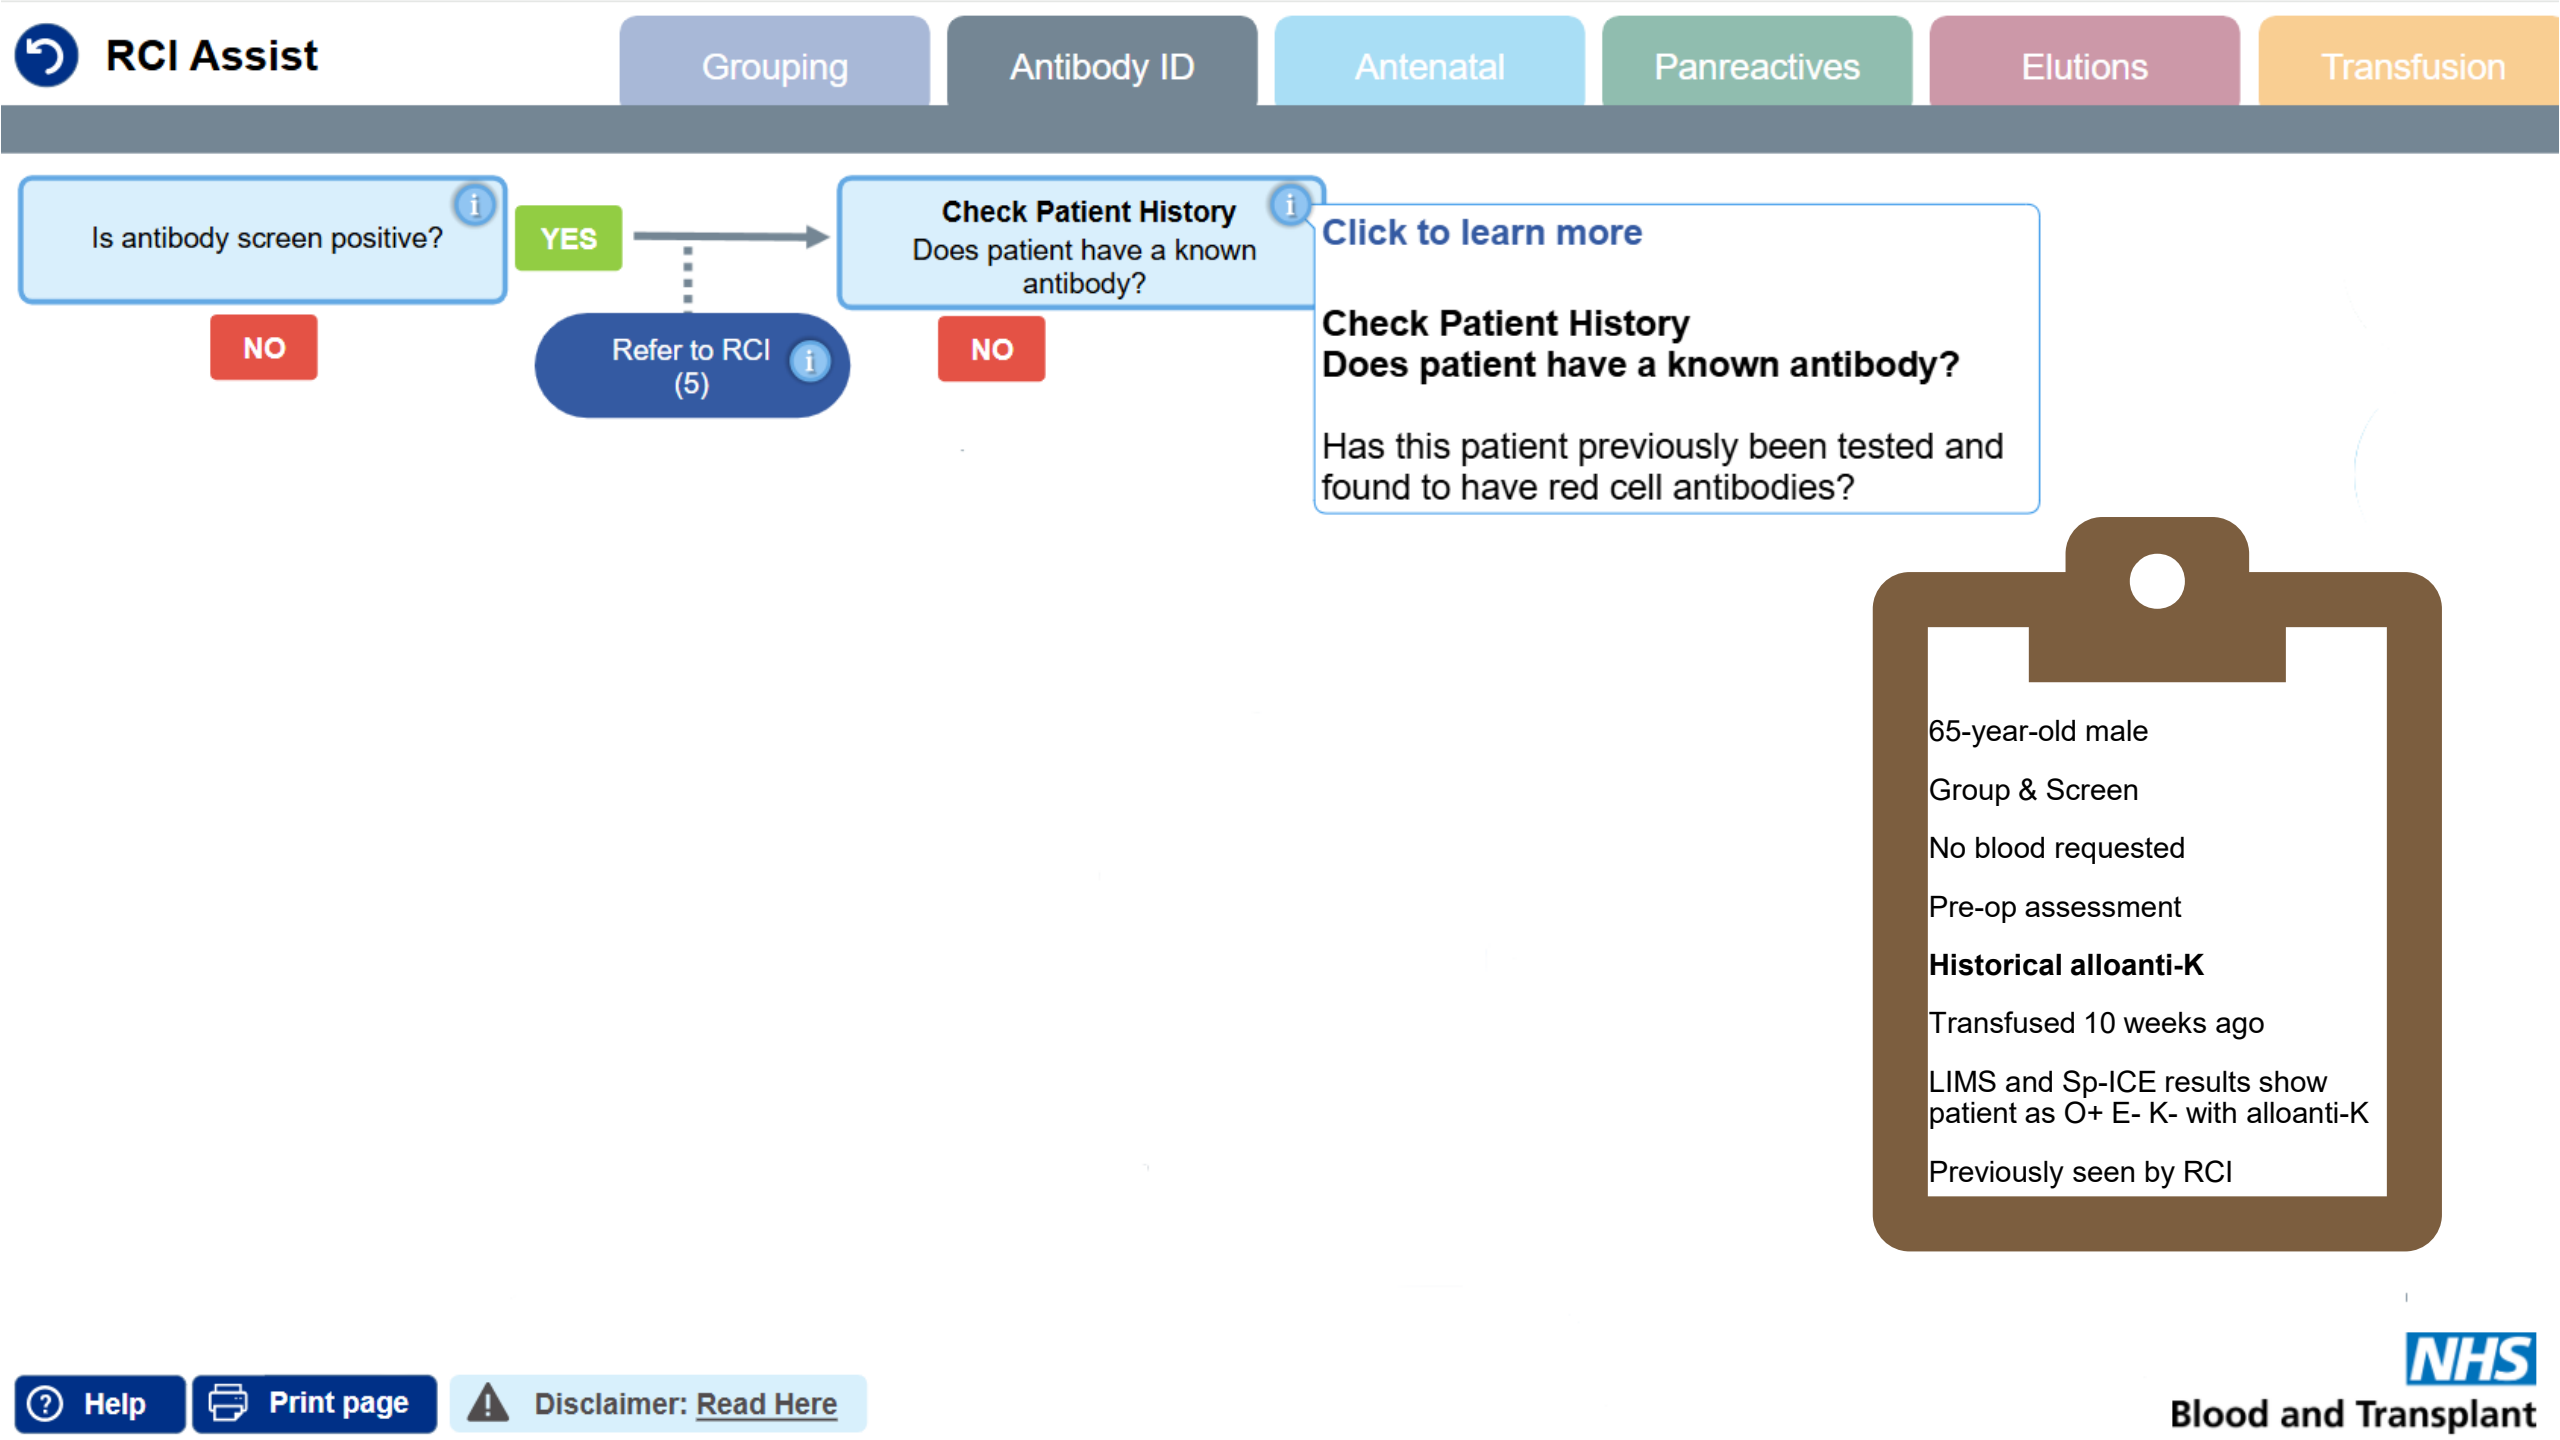 RCI Assist
Grouping
Antibody ID
Antenatal
Panreactives
Elutions
Transfusion
Is antibody screen positive?
i
YES
NO
Refer to RCI
(5)
i
Check Patient History
Does patient have a known
antibody?
i
NO
Click to learn more
Check Patient History
Does patient have a known antibody?
Has this patient previously been tested and
found to have red cell antibodies?
65-year-old male
Group & Screen
No blood requested
Pre-op assessment
Historical alloanti-K
Transfused 10 weeks ago
LIMS and Sp-ICE results show
patient as O+ E- K- with alloanti-K
Previously seen by RCI
? Help
Print page
Disclaimer: Read Here
NHS
Blood and Transplant